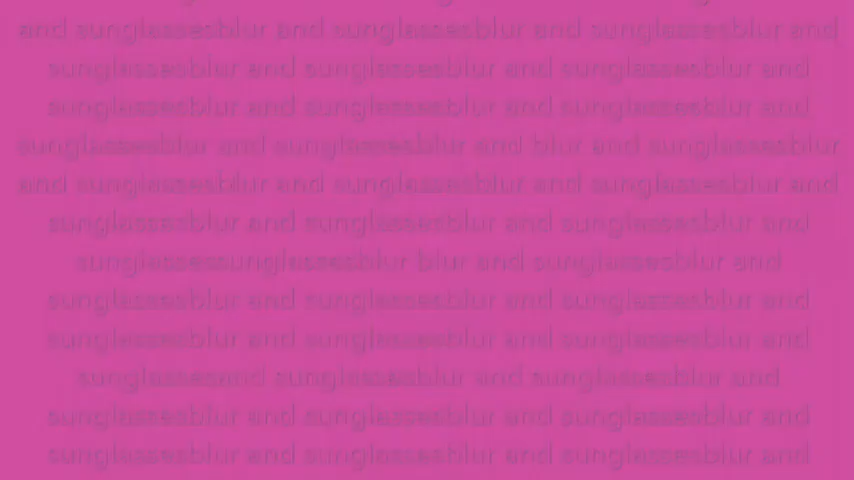 and sunglassesblur and sunglassesblur and sunglassesblur and
sunglassesblur and sunglassesblur and sunglassesblur and
sunglassesblur and sunglassesblur and sunglassesblur and
sunglassesblur and sunglassesblur and blur and sunglassesblur
and sunglassesblur and sunglassesblur and sunglassesblur and
sunglassesblur and sunglassesblur and sunglassesblur and
sunglassessunglassesblur blur and sunglassesblur and
sunglassesblur and sunglassesblur and sunglassesblur and
sunglassesblur and sunglassesblur and sunglassesblur and
sunglassesand sunglassesblur and sunglassesblur and
sunglassesblur and sunglassesblur and sunglassesblur and
sunglassesblur and sunglassesblur and sunglassesblur and